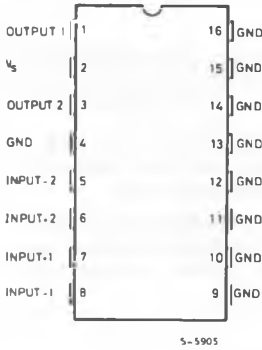 OUTPUT 1 1 16 GND
Vs 2 15 GND
OUTPUT 2 3 14 GND
GND 4 13 GND
INPUT-2 5 12 GND
INPUT+2 6 11 GND
INPUT+1 7 10 GND
INPUT-1 8 9 GND
S-5905